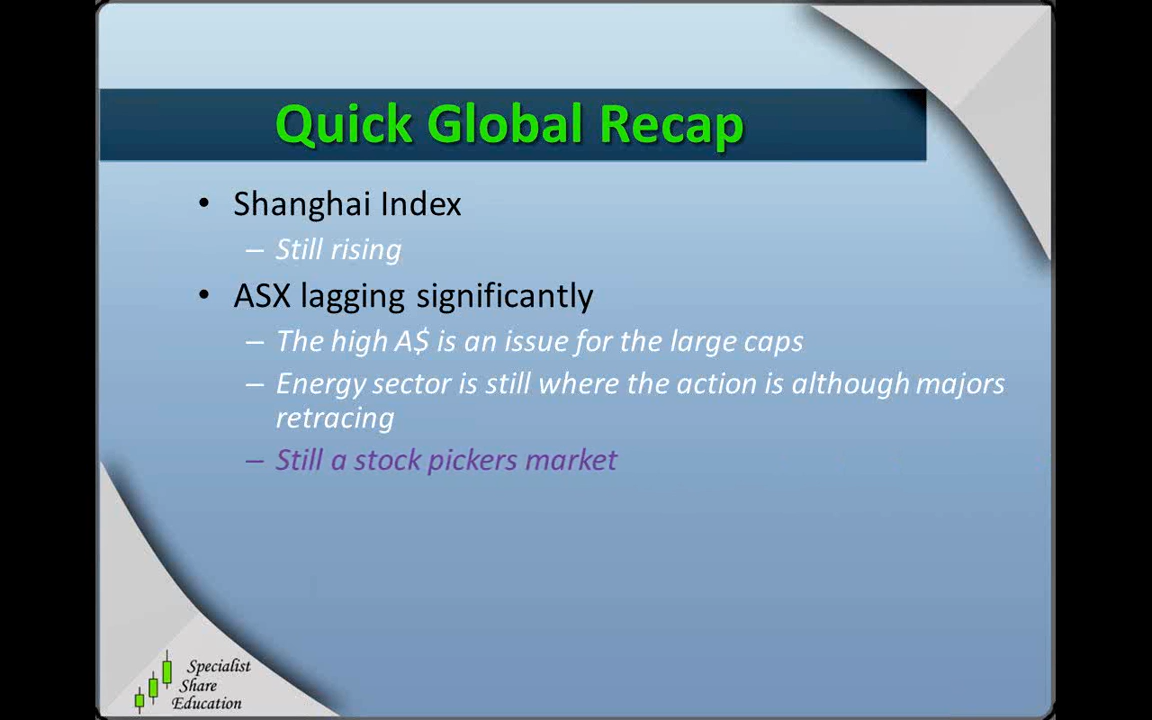 Quick Global Recap
• Shanghai Index
– Still rising
• ASX lagging significantly
– The high A$ is an issue for the large caps
– Energy sector is still where the action is although majors
retracing
– Still a stock pickers market
Specialist
Share
Education